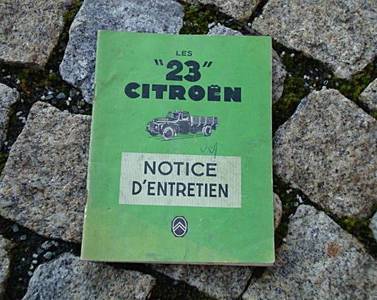 LES
"23"
CITROËN
NOTICE
D'ENTRETIEN